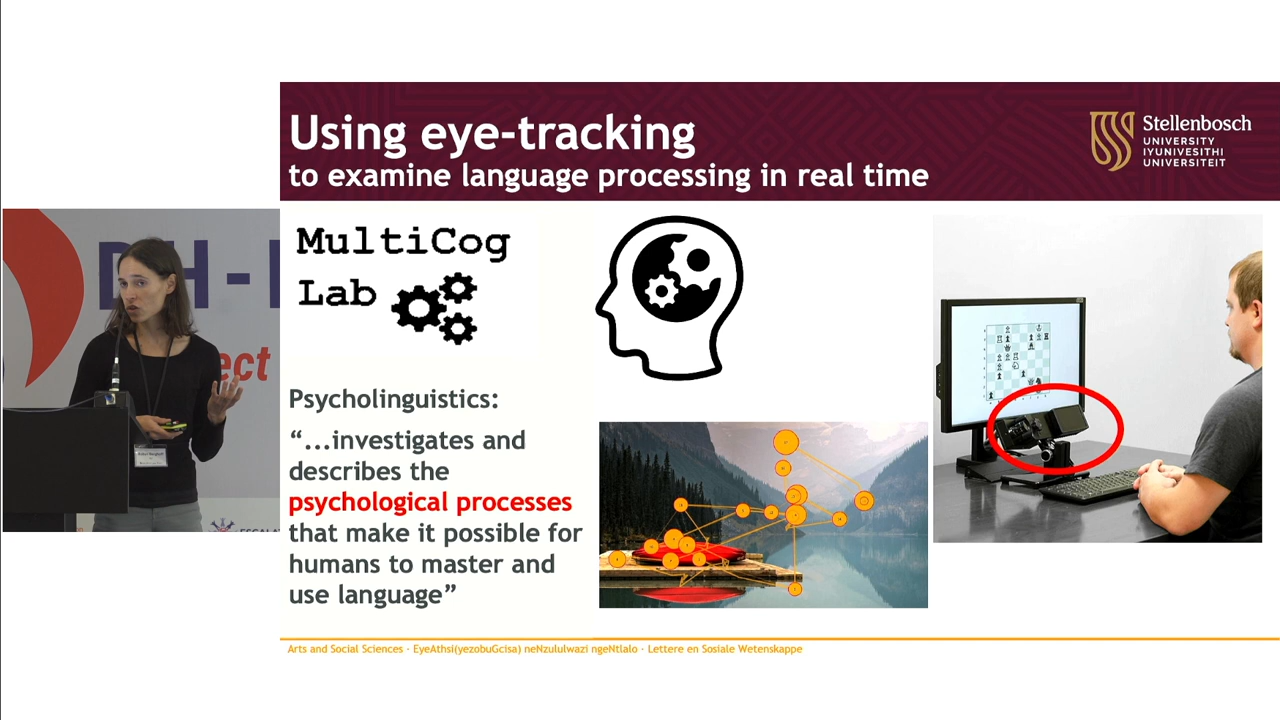 Using eye-tracking
to examine language processing in real time
Stellenbosch
UNIVERSITY
IYUNIVESITHI
UNIVERSITEIT
DH-
ect
MultiCog
Lab
Psycholinguistics:
“...investigates and
describes the
psychological processes
that make it possible for
humans to master and
use language”
Arts and Social Sciences · EyeAthsi(yezobuGcisa) neNzululwazi ngeNtlalo · Lettere en Sosiale Wetenskappe